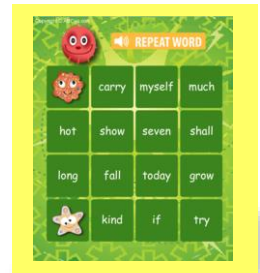 REPEAT WORD
carry myself much
hot show seven shall
long fall today grow
kind if try